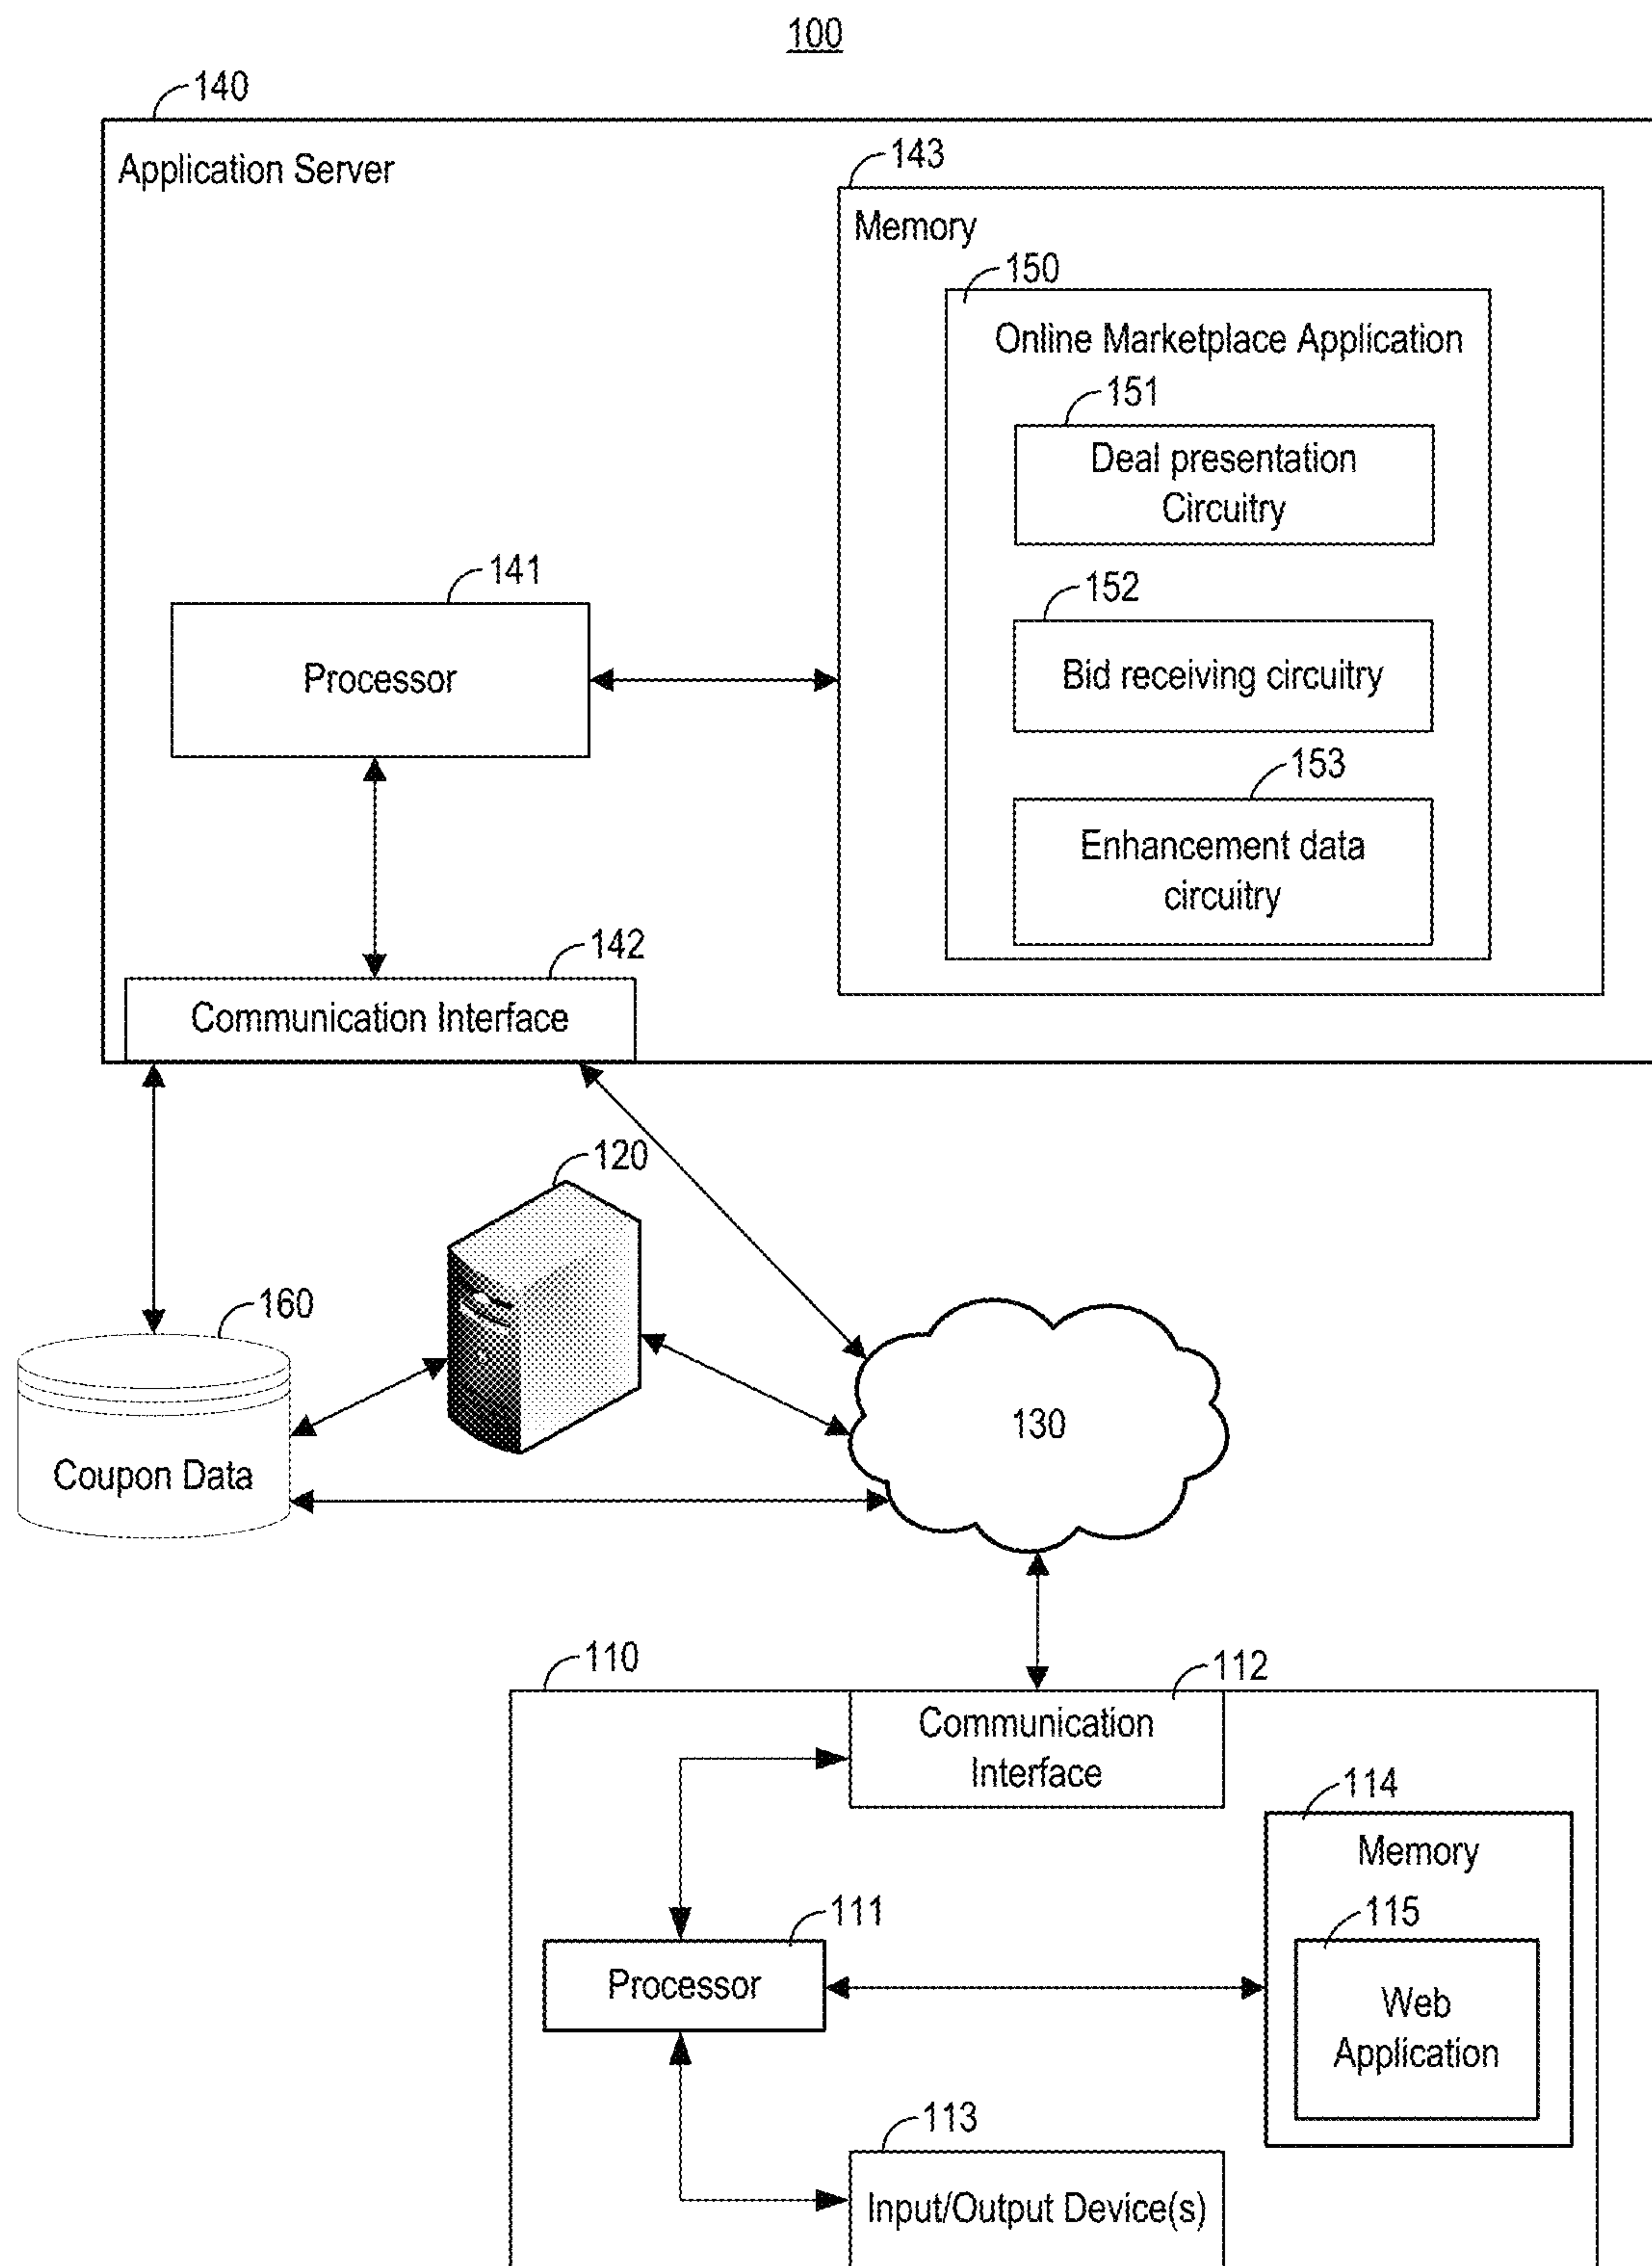 100
140
Application Server
143
Memory
150
Online Marketplace Application
151
Deal presentation
Circuitry
141
Processor
152
Bid receiving circuitry
153
Enhancement data
circuitry
142
Communication Interface
120
160
Coupon Data
130
110
112
Communication
Interface
114
Memory
111
Processor
115
Web
Application
113
Input/Output Device(s)